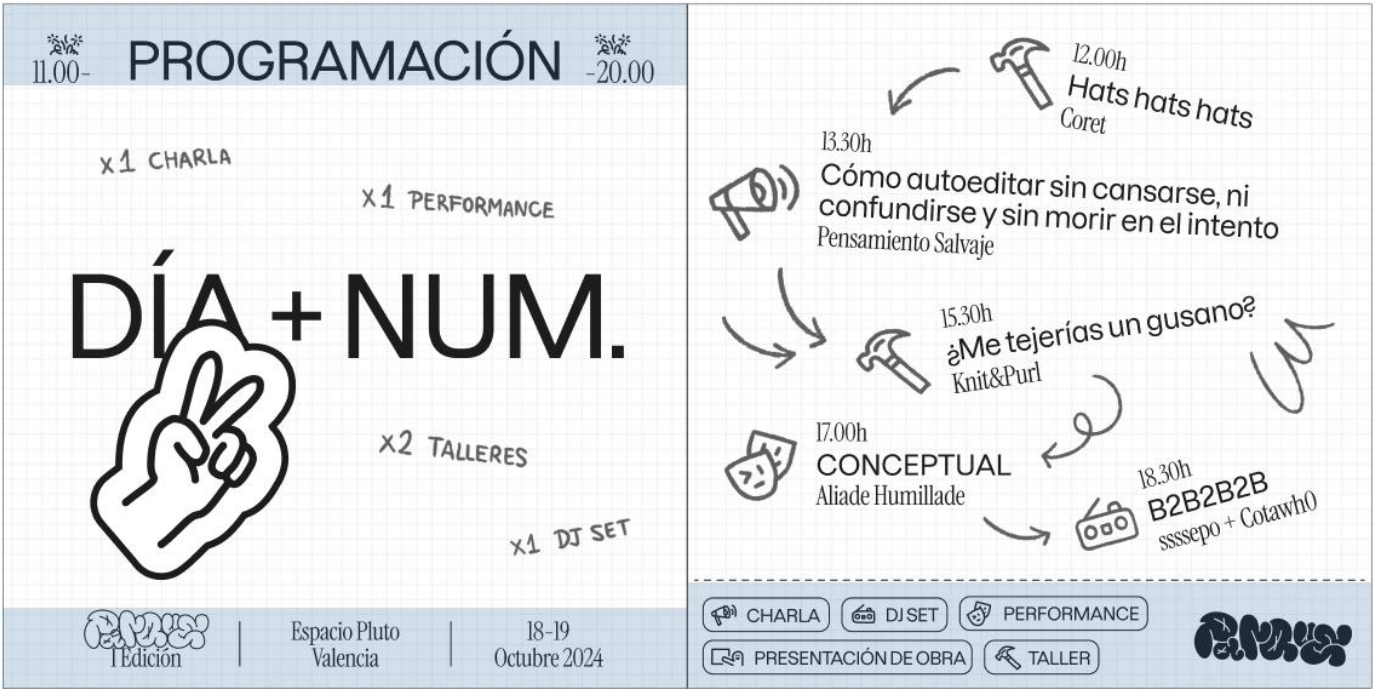 11.00-
PROGRAMACIÓN
-20.00
x1 CHARLA
x1 PERFORMANCE
DÍA + NUM.
x2 TALLERES
x1 DJ SET
1 Edición
Espacio Pluto
Valencia
18-19
Octubre 2024
12.00h
Hats hats hats
Coret
13.30h
Cómo autoeditar sin cansarse, ni
confundirse y sin morir en el intento
Pensamiento Salvaje
15.30h
¿Me tejerías un gusano?
Knit&Purl
17.00h
CONCEPTUAL
Aliade Humillade
18.30h
B2B2B2B
ssssepo + Cotawh0
CHARLA
DJ SET
PERFORMANCE
PRESENTACIÓN DE OBRA
TALLER